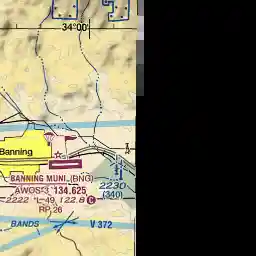 34°00'
Banning
BANNING MUNI (BNG)
AWOS-3 134.625
2222 *L 49 122.8 C
RP 26
2230
(340)
BANDS
V 372